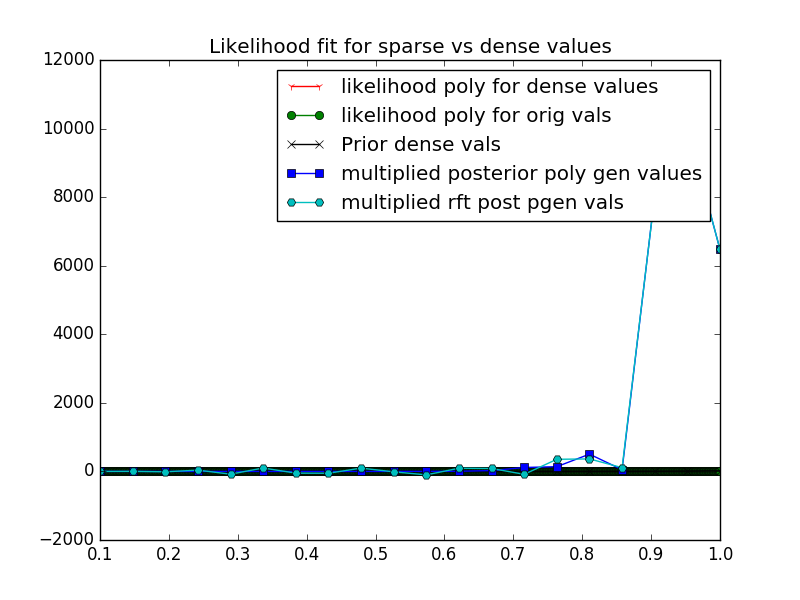 Likelihood fit for sparse vs dense values
12000
10000
8000
6000
4000
2000
0
−2000
likelihood poly for dense values
likelihood poly for orig vals
Prior dense vals
multiplied posterior poly gen values
multiplied rft post pgen vals
0.1 0.2 0.3 0.4 0.5 0.6 0.7 0.8 0.9 1.0